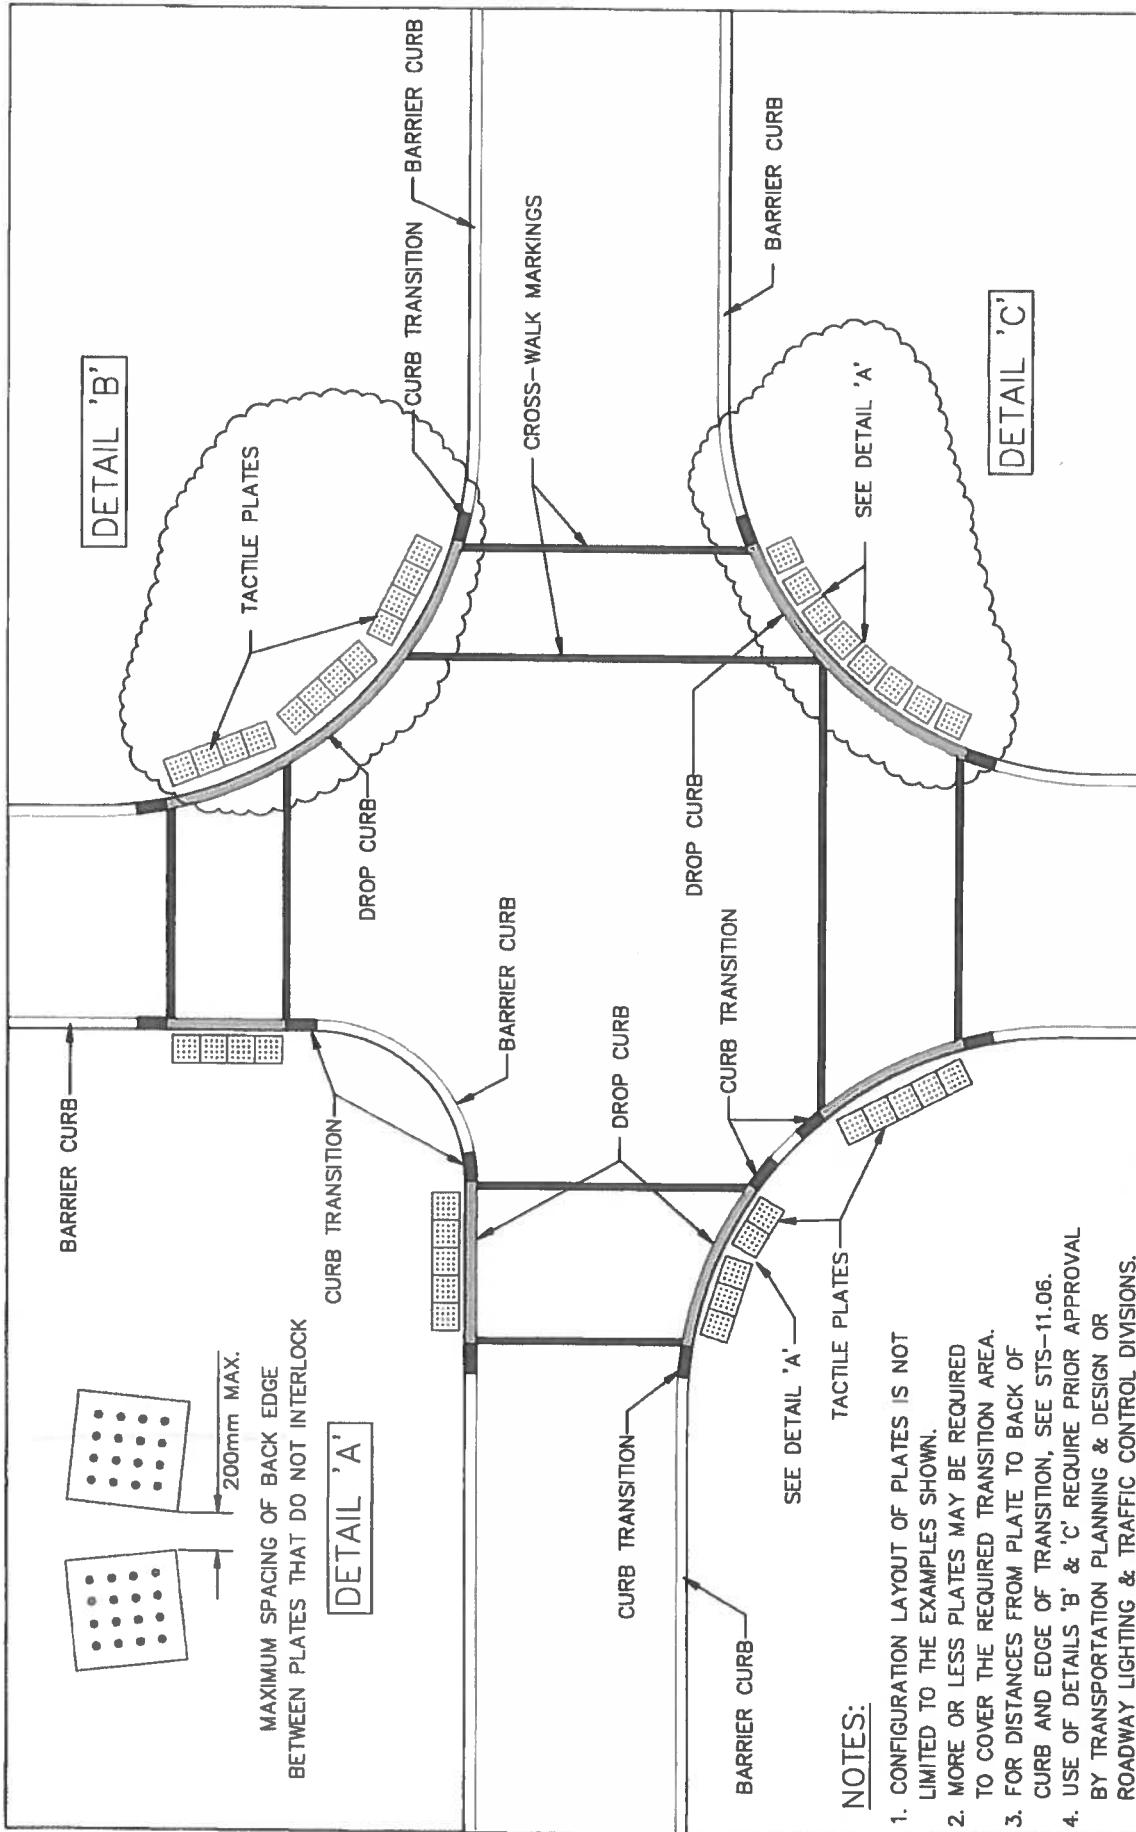 MAXIMUM SPACING OF BACK EDGE
BETWEEN PLATES THAT DO NOT INTERLOCK
200mm MAX.
DETAIL 'A'
BARRIER CURB
CURB TRANSITION
BARRIER CURB
DROP CURB
TACTILE PLATES
DETAIL 'B'
CURB TRANSITION
BARRIER CURB
CROSS-WALK MARKINGS
BARRIER CURB
DROP CURB
SEE DETAIL 'A'
DETAIL 'C'
DROP CURB
CURB TRANSITION
CURB TRANSTION
SEE DETAIL 'A'
TACTILE PLATES
BARRIER CURB
NOTES:
1. CONFIGURATION LAYOUT OF PLATES IS NOT
LIMITED TO THE EXAMPLES SHOWN.
2. MORE OR LESS PLATES MAY BE REQUIRED
TO COVER THE REQUIRED TRANSITION AREA.
3. FOR DISTANCES FROM PLATE TO BACK OF
CURB AND EDGE OF TRANSITION, SEE STS-11.06.
4. USE OF DETAILS 'B' & 'C' REQUIRE PRIOR APPROVAL
BY TRANSPORTATION PLANNING & DESIGN OR
ROADWAY LIGHTING & TRAFFIC CONTROL DIVISIONS.